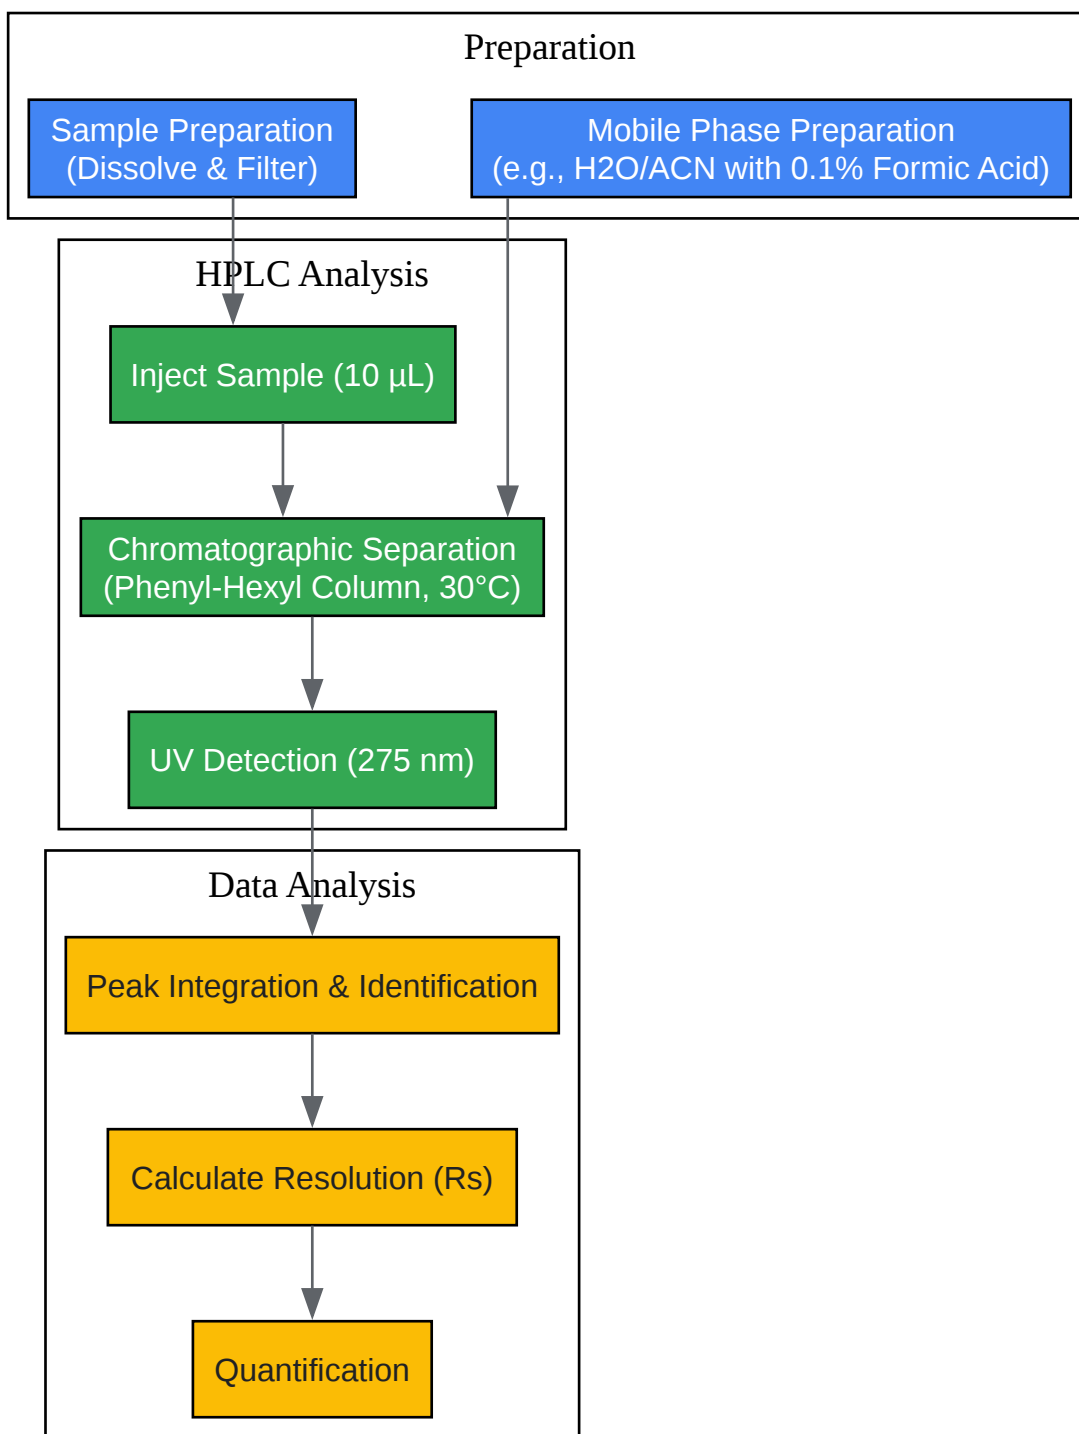 Preparation
Sample Preparation
(Dissolve & Filter)
Mobile Phase Preparation
(e.g., H2O/ACN with 0.1% Formic Acid)
HPLC Analysis
Inject Sample (10 µL)
Chromatographic Separation
(Phenyl-Hexyl Column, 30°C)
UV Detection (275 nm)
Data Analysis
Peak Integration & Identification
Calculate Resolution (Rs)
Quantification